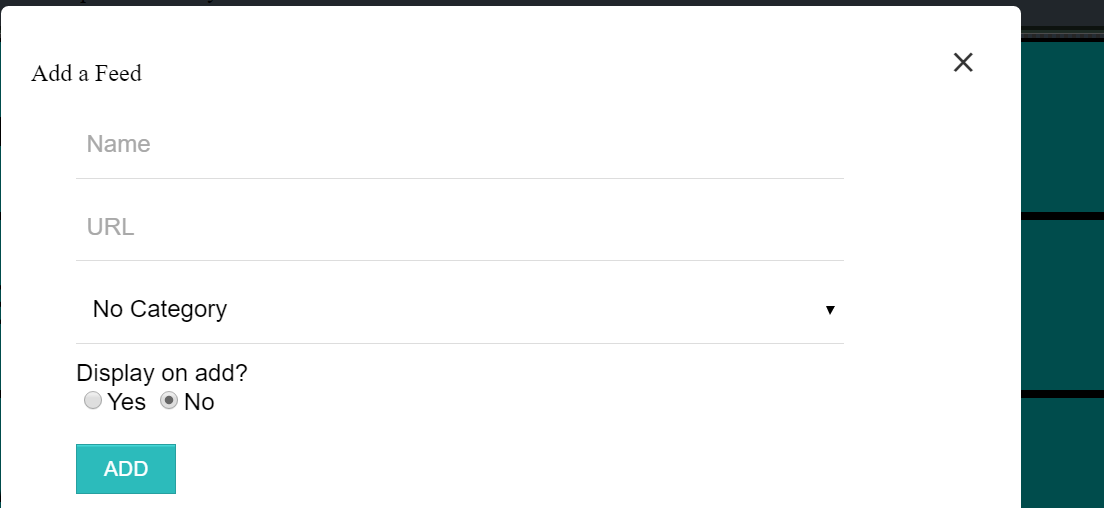 Add a Feed
Name
URL
No Category
Display on add?
Yes No
ADD